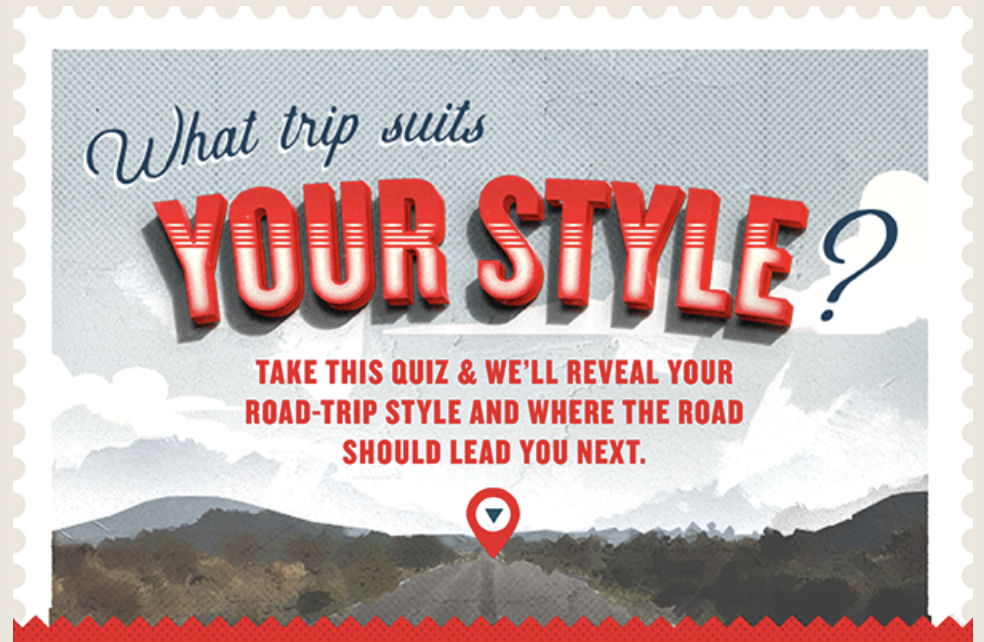 What trip suits
YOUR STYLE?
TAKE THIS QUIZ & WE'LL REVEAL YOUR
ROAD-TRIP STYLE AND WHERE THE ROAD
SHOULD LEAD YOU NEXT.